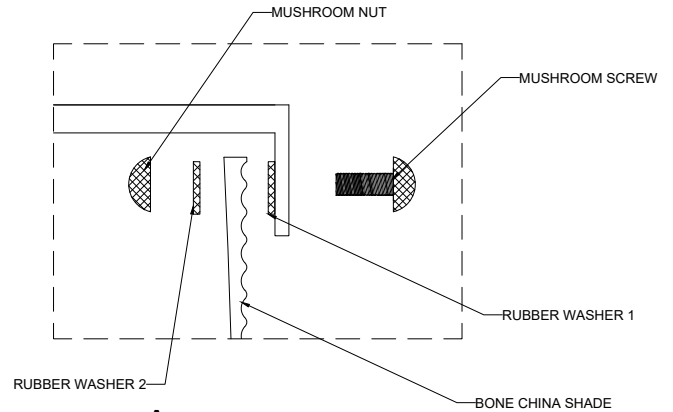 MUSHROOM NUT
MUSHROOM SCREW
RUBBER WASHER 1
RUBBER WASHER 2
BONE CHINA SHADE